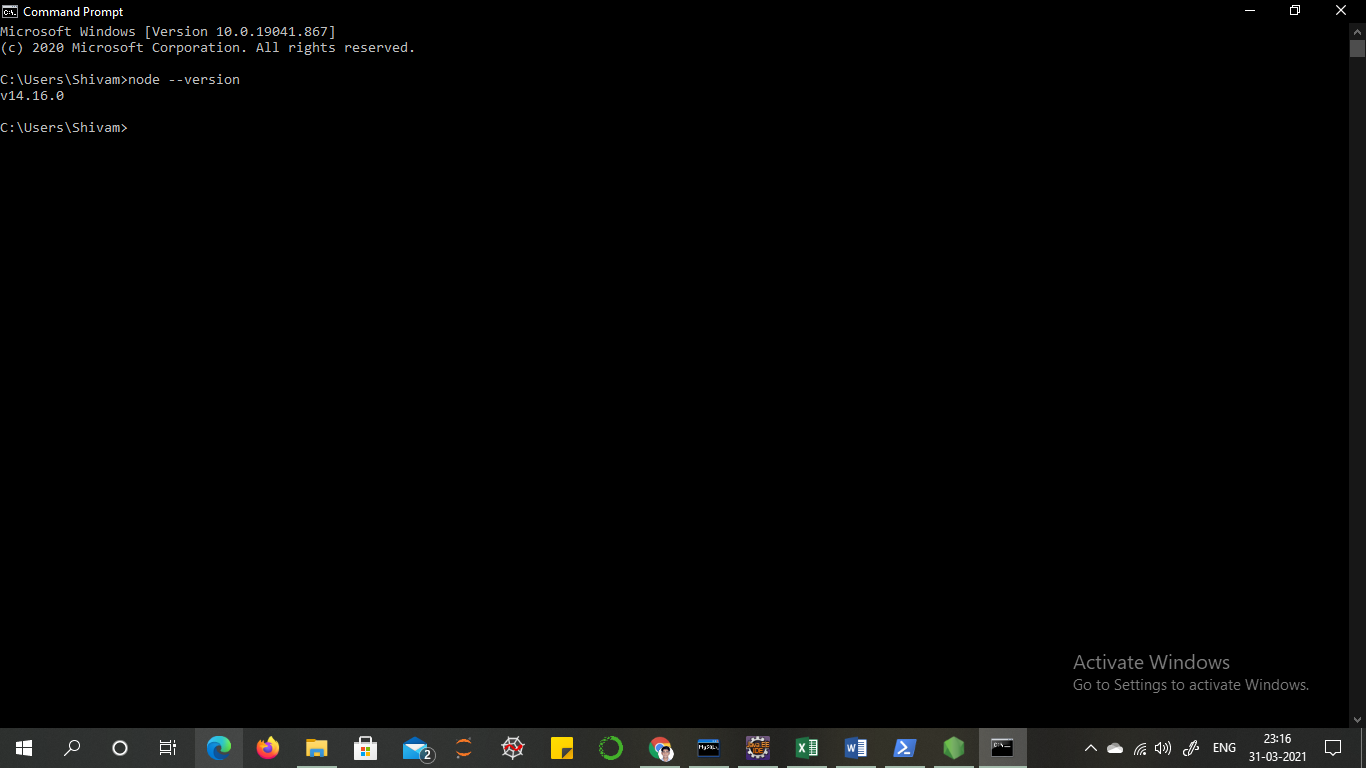 Command Prompt
Microsoft Windows [Version 10.0.19041.867]
(c) 2020 Microsoft Corporation. All rights reserved.
C:\Users\Shivam>node --version
v14.16.0
C:\Users\Shivam>
Activate Windows
Go to Settings to activate Windows.
2
MySQL
ENG
23:16
31-03-2021